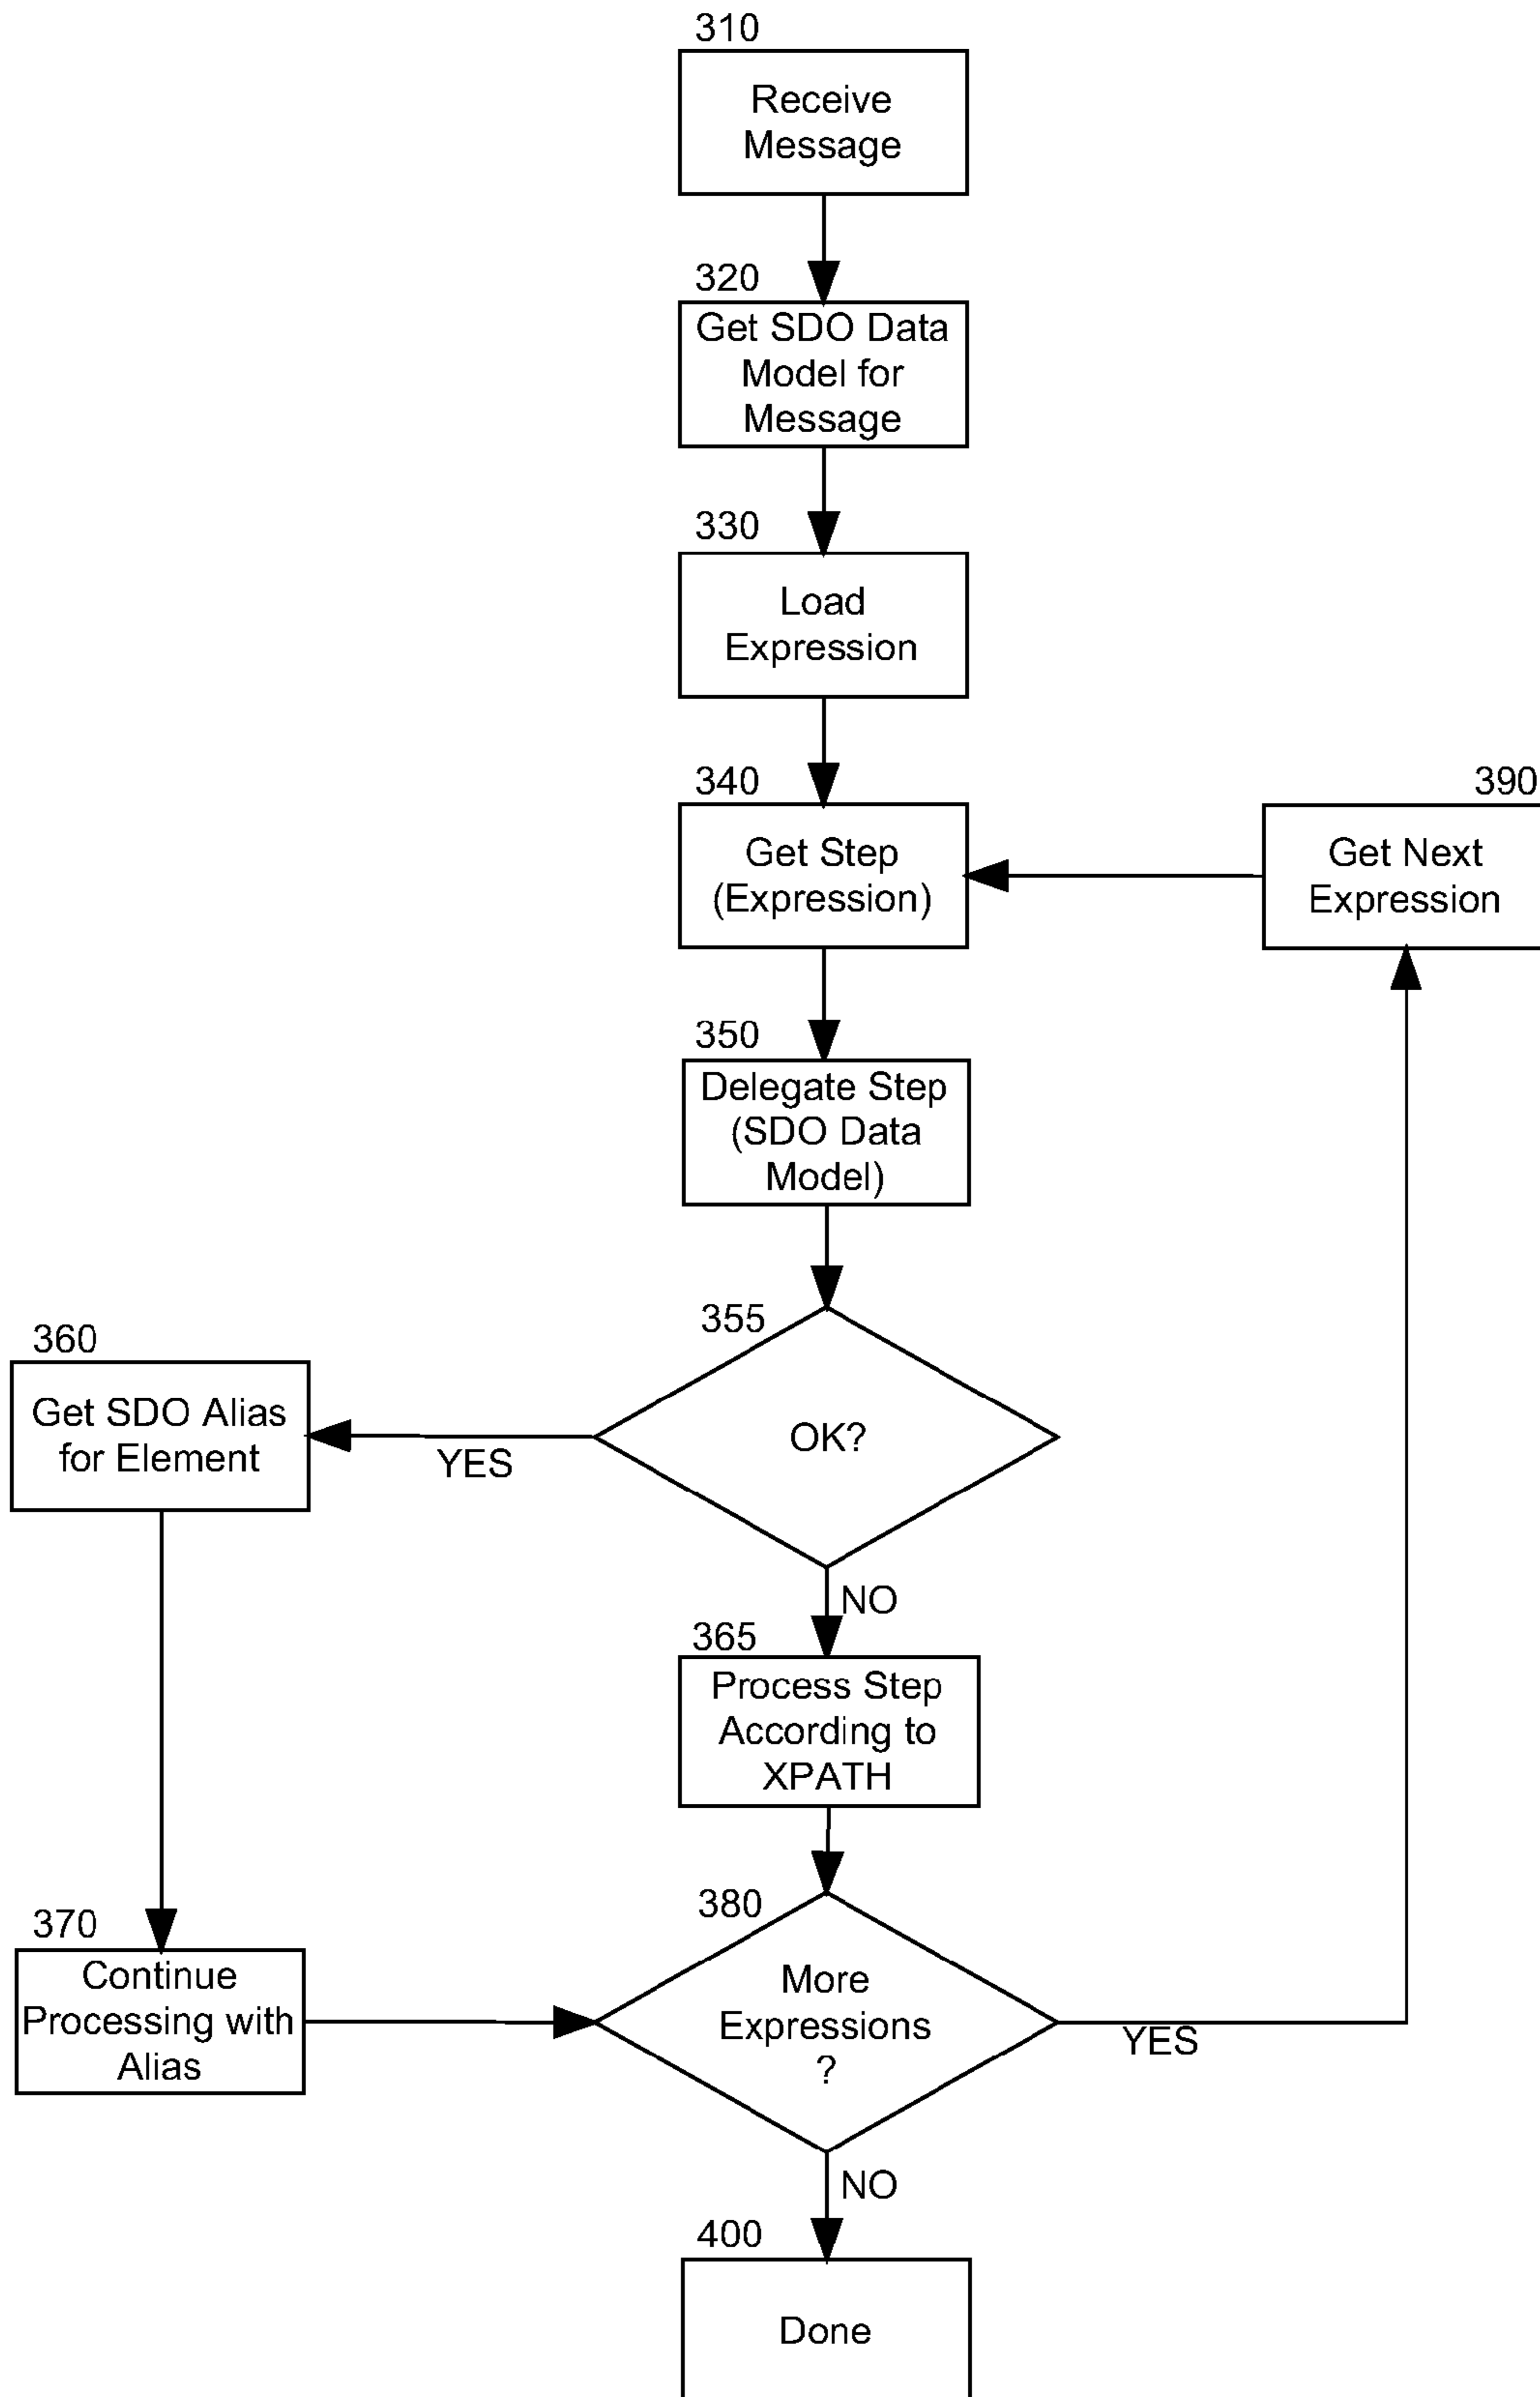 310
Receive
Message
320
Get SDO Data
Model for
Message
330
Load
Expression
340
Get Step
(Expression)
390
Get Next
Expression
350
Delegate Step
(SDO Data
Model)
355
OK?
YES
360
Get SDO Alias
for Element
NO
365
Process Step
According to
XPATH
370
Continue
Processing with
Alias
380
More
Expressions
?
YES
NO
400
Done